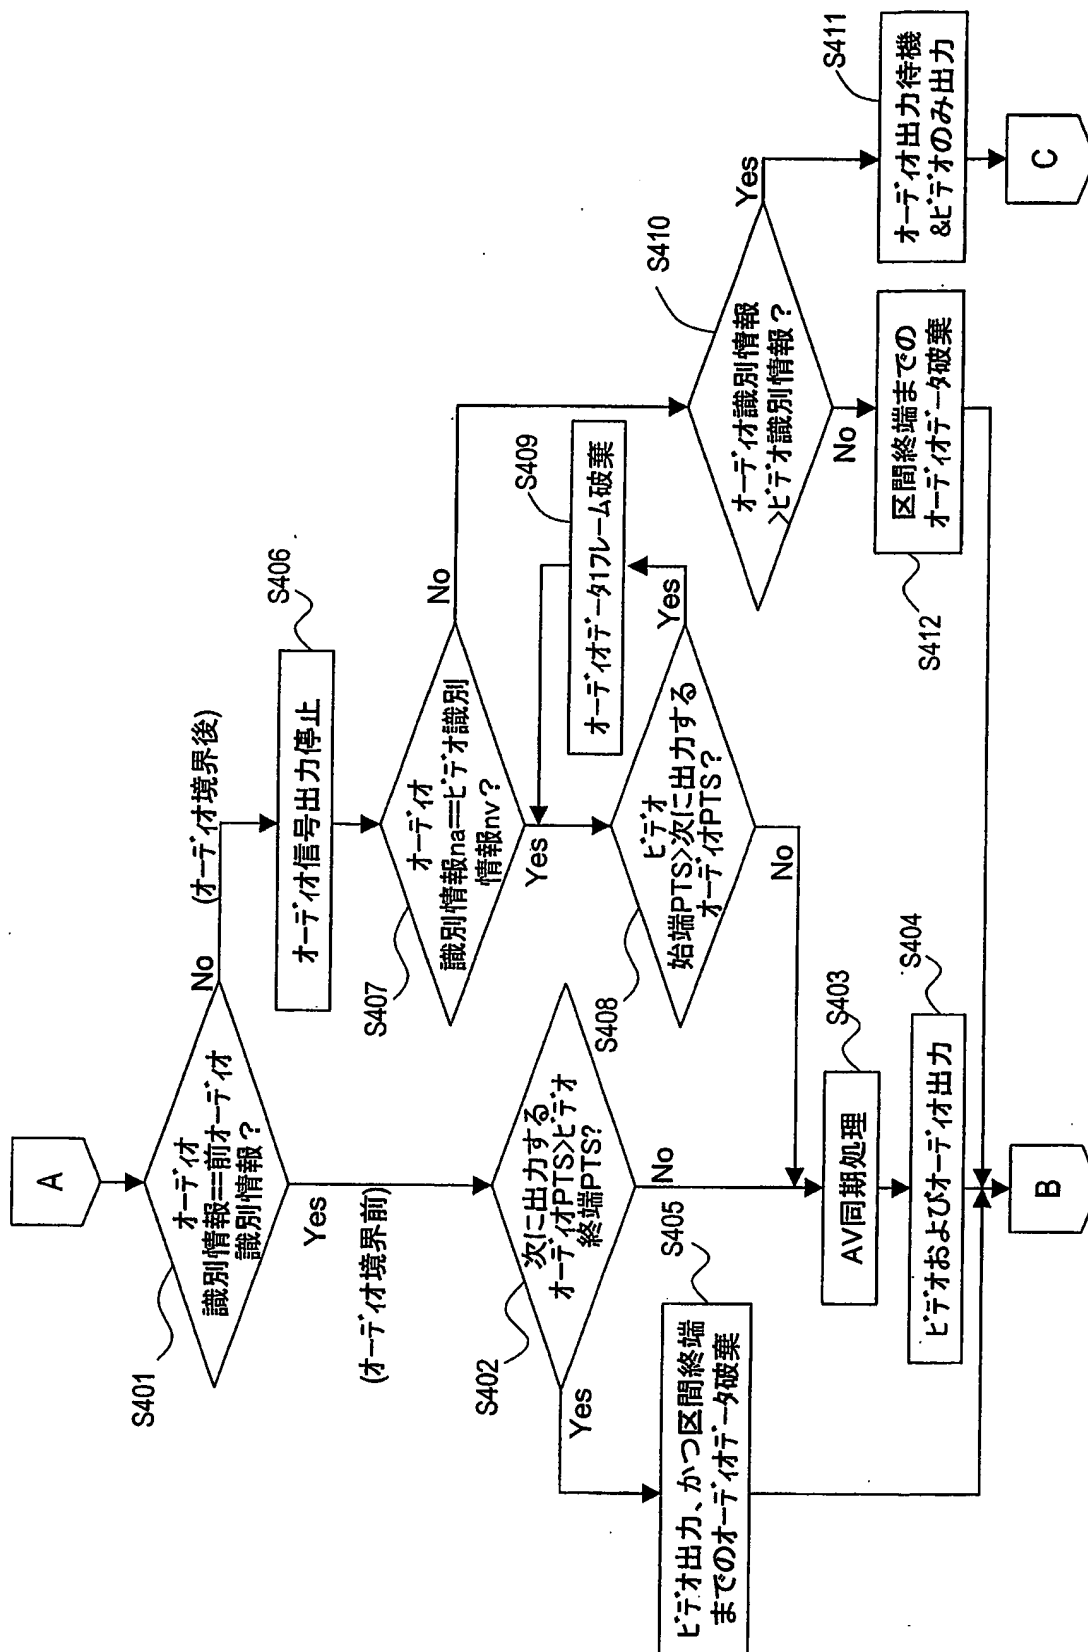 A
オーディオ
識別情報==前オーディオ
識別情報？
S401
Yes
(オーディオ境界前)
No
(オーディオ境界後)
次に出力する
オーディオPTS>ビデオ
終端PTS?
S402
Yes
No
ビデオ出力、かつ区間終端
までのオーディオデータ破棄
S405
AV同期処理
S403
ビデオおよびオーディオ出力
S404
B
オーディオ信号出力停止
S406
オーディオ
識別情報na==ビデオ識別
情報nv？
S407
Yes
No
ビデオ
始端PTS>次に出力する
オーディオPTS？
S408
Yes
No
オーディオデータ1フレーム破棄
S409
オーディオ識別情報
>ビデオ識別情報？
S410
Yes
No
オーディオ出力待機
&ビデオのみ出力
S411
C
区間終端までの
オーディオデータ破棄
S412